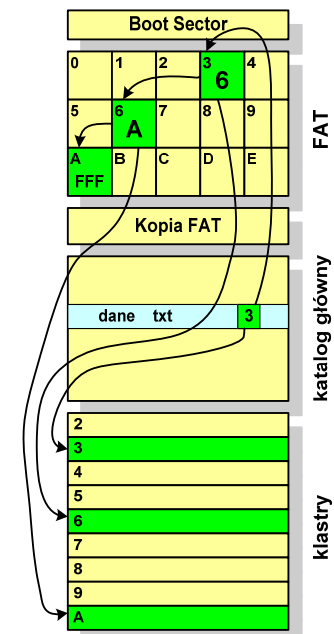 Boot Sector
0 1 2 3 4
6
5 6 7 8 9
A
A B C D E
FFF
FAT
Kopia FAT
dane txt 3
katalog główny
2
3
4
5
6
7
8
9
A
klastry